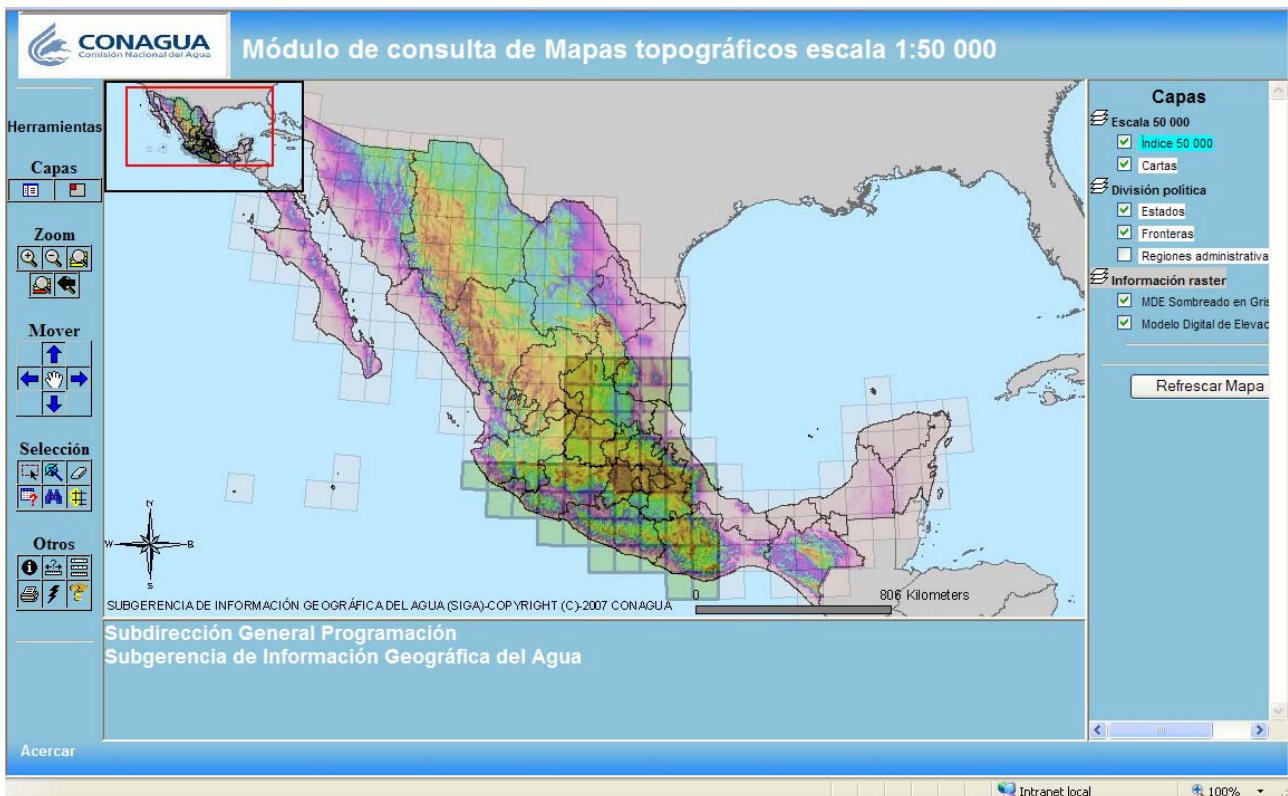 CONAGUA
Comisión Nacional del Agua
Módulo de consulta de Mapas topográficos escala 1:50 000
Herramientas
Capas
Zoom
Mover
Selección
Otros
N
W
E
S
SUBGERENCIA DE INFORMACIÓN GEOGRÁFICA DEL AGUA (SIGA)-COPYRIGHT (C)-2007 CONAGUA
0
806 Kilometers
Capas
Escala 50 000
Índice 50 000
Cartas
División política
Estados
Fronteras
Regiones administrativa
Información raster
MDE Sombreado en Gris
Modelo Digital de Elevac
Refrescar Mapa
Subdirección General Programación
Subgerencia de Información Geográfica del Agua
Acercar
Intranet local
100%